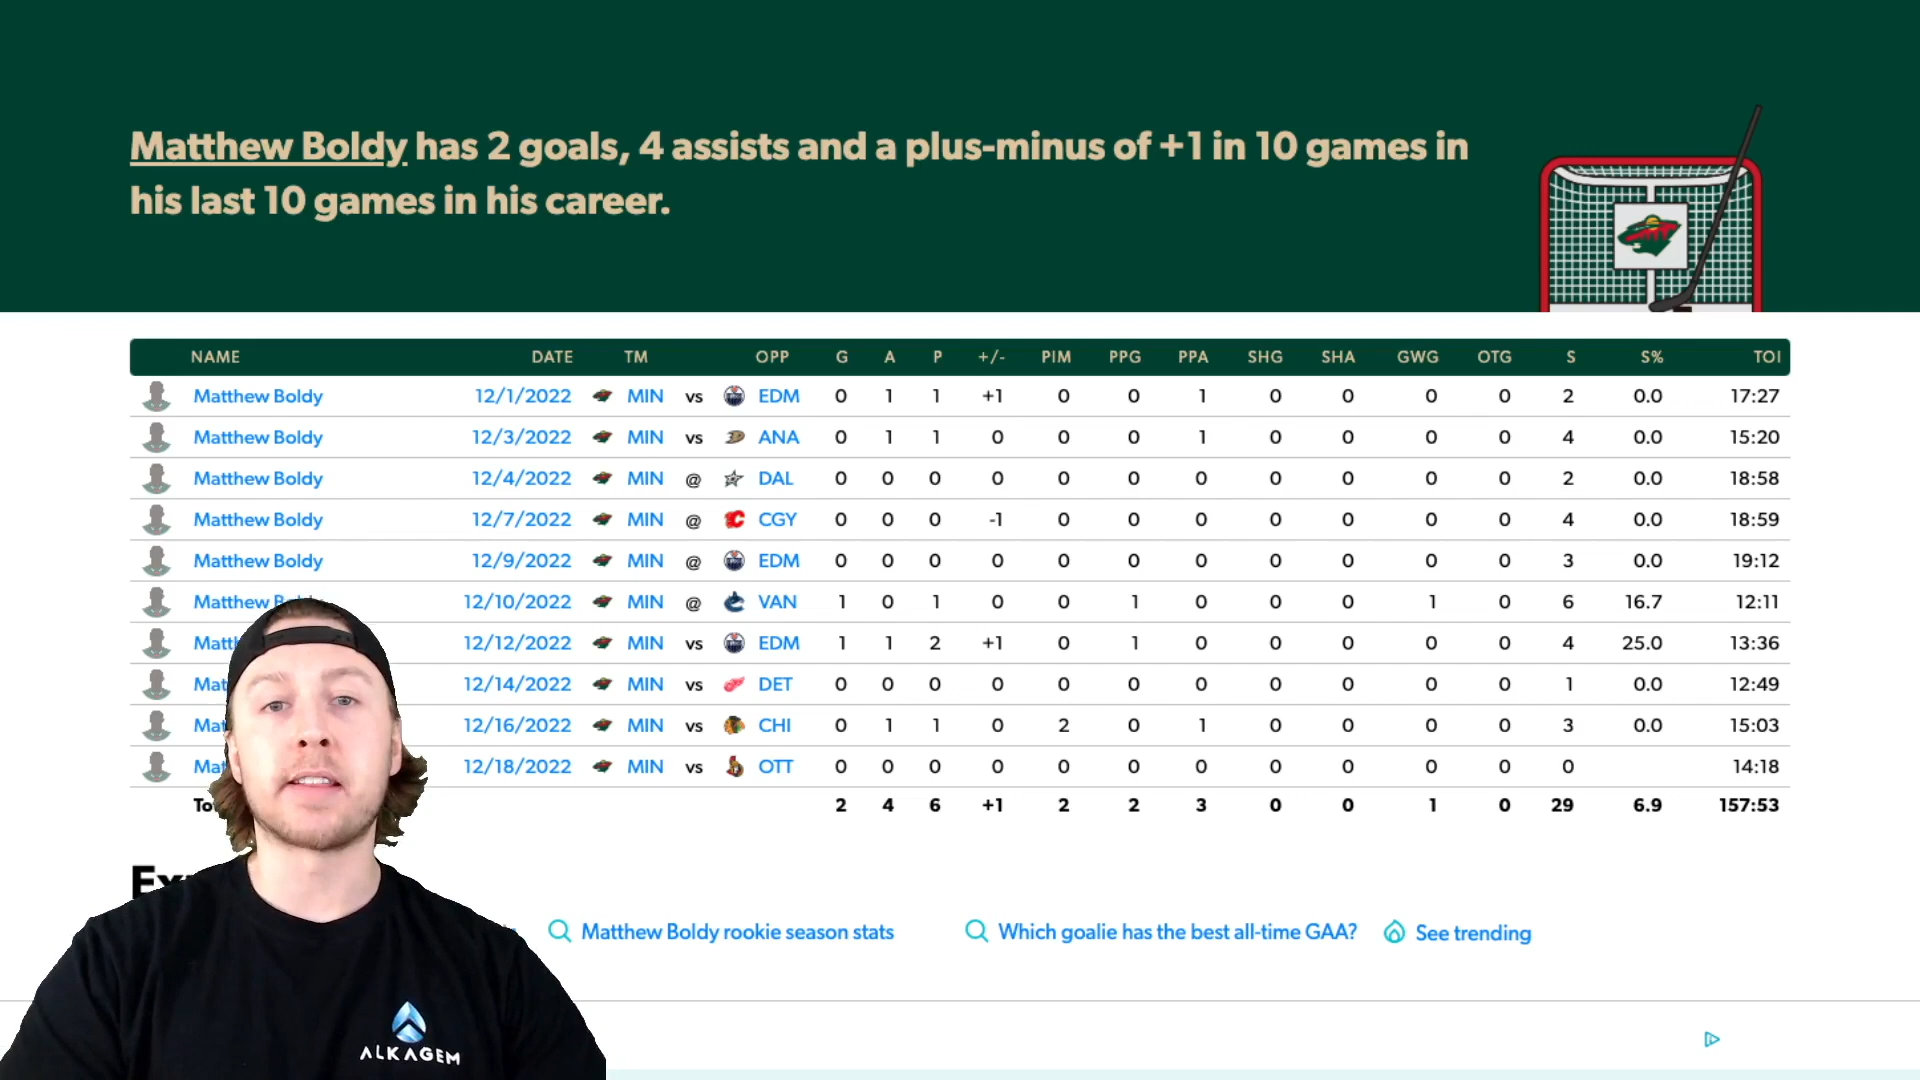 Matthew Boldy has 2 goals, 4 assists and a plus-minus of +1 in 10 games in
his last 10 games in his career.
NAME DATE TM OPP G A P +/- PIM PPG PPA SHG SHA GWG OTG S S% TOI
Matthew Boldy 12/1/2022 MIN vs EDM 0 1 1 +1 0 0 1 0 0 0 0 2 0.0 17:27
Matthew Boldy 12/3/2022 MIN vs ANA 0 1 1 0 0 0 1 0 0 0 0 4 0.0 15:20
Matthew Boldy 12/4/2022 MIN @ DAL 0 0 0 0 0 0 0 0 0 0 0 2 0.0 18:58
Matthew Boldy 12/7/2022 MIN @ CGY 0 0 0 -1 0 0 0 0 0 0 0 4 0.0 18:59
Matthew Boldy 12/9/2022 MIN @ EDM 0 0 0 0 0 0 0 0 0 0 0 3 0.0 19:12
Matthew 12/10/2022 MIN @ VAN 1 0 1 0 0 1 0 0 0 1 0 6 16.7 12:11
12/12/2022 MIN vs EDM 1 1 2 +1 0 1 0 0 0 0 0 4 25.0 13:36
12/14/2022 MIN vs DET 0 0 0 0 0 0 0 0 0 0 0 1 0.0 12:49
12/16/2022 MIN vs CHI 0 1 1 0 2 0 1 0 0 0 0 3 0.0 15:03
12/18/2022 MIN vs OTT 0 0 0 0 0 0 0 0 0 0 0 0 14:18
2 4 6 +1 2 2 3 0 0 1 0 29 6.9 157:53
Matthew Boldy rookie season stats Which goalie has the best all-time GAA? See trending
ALKAGEM